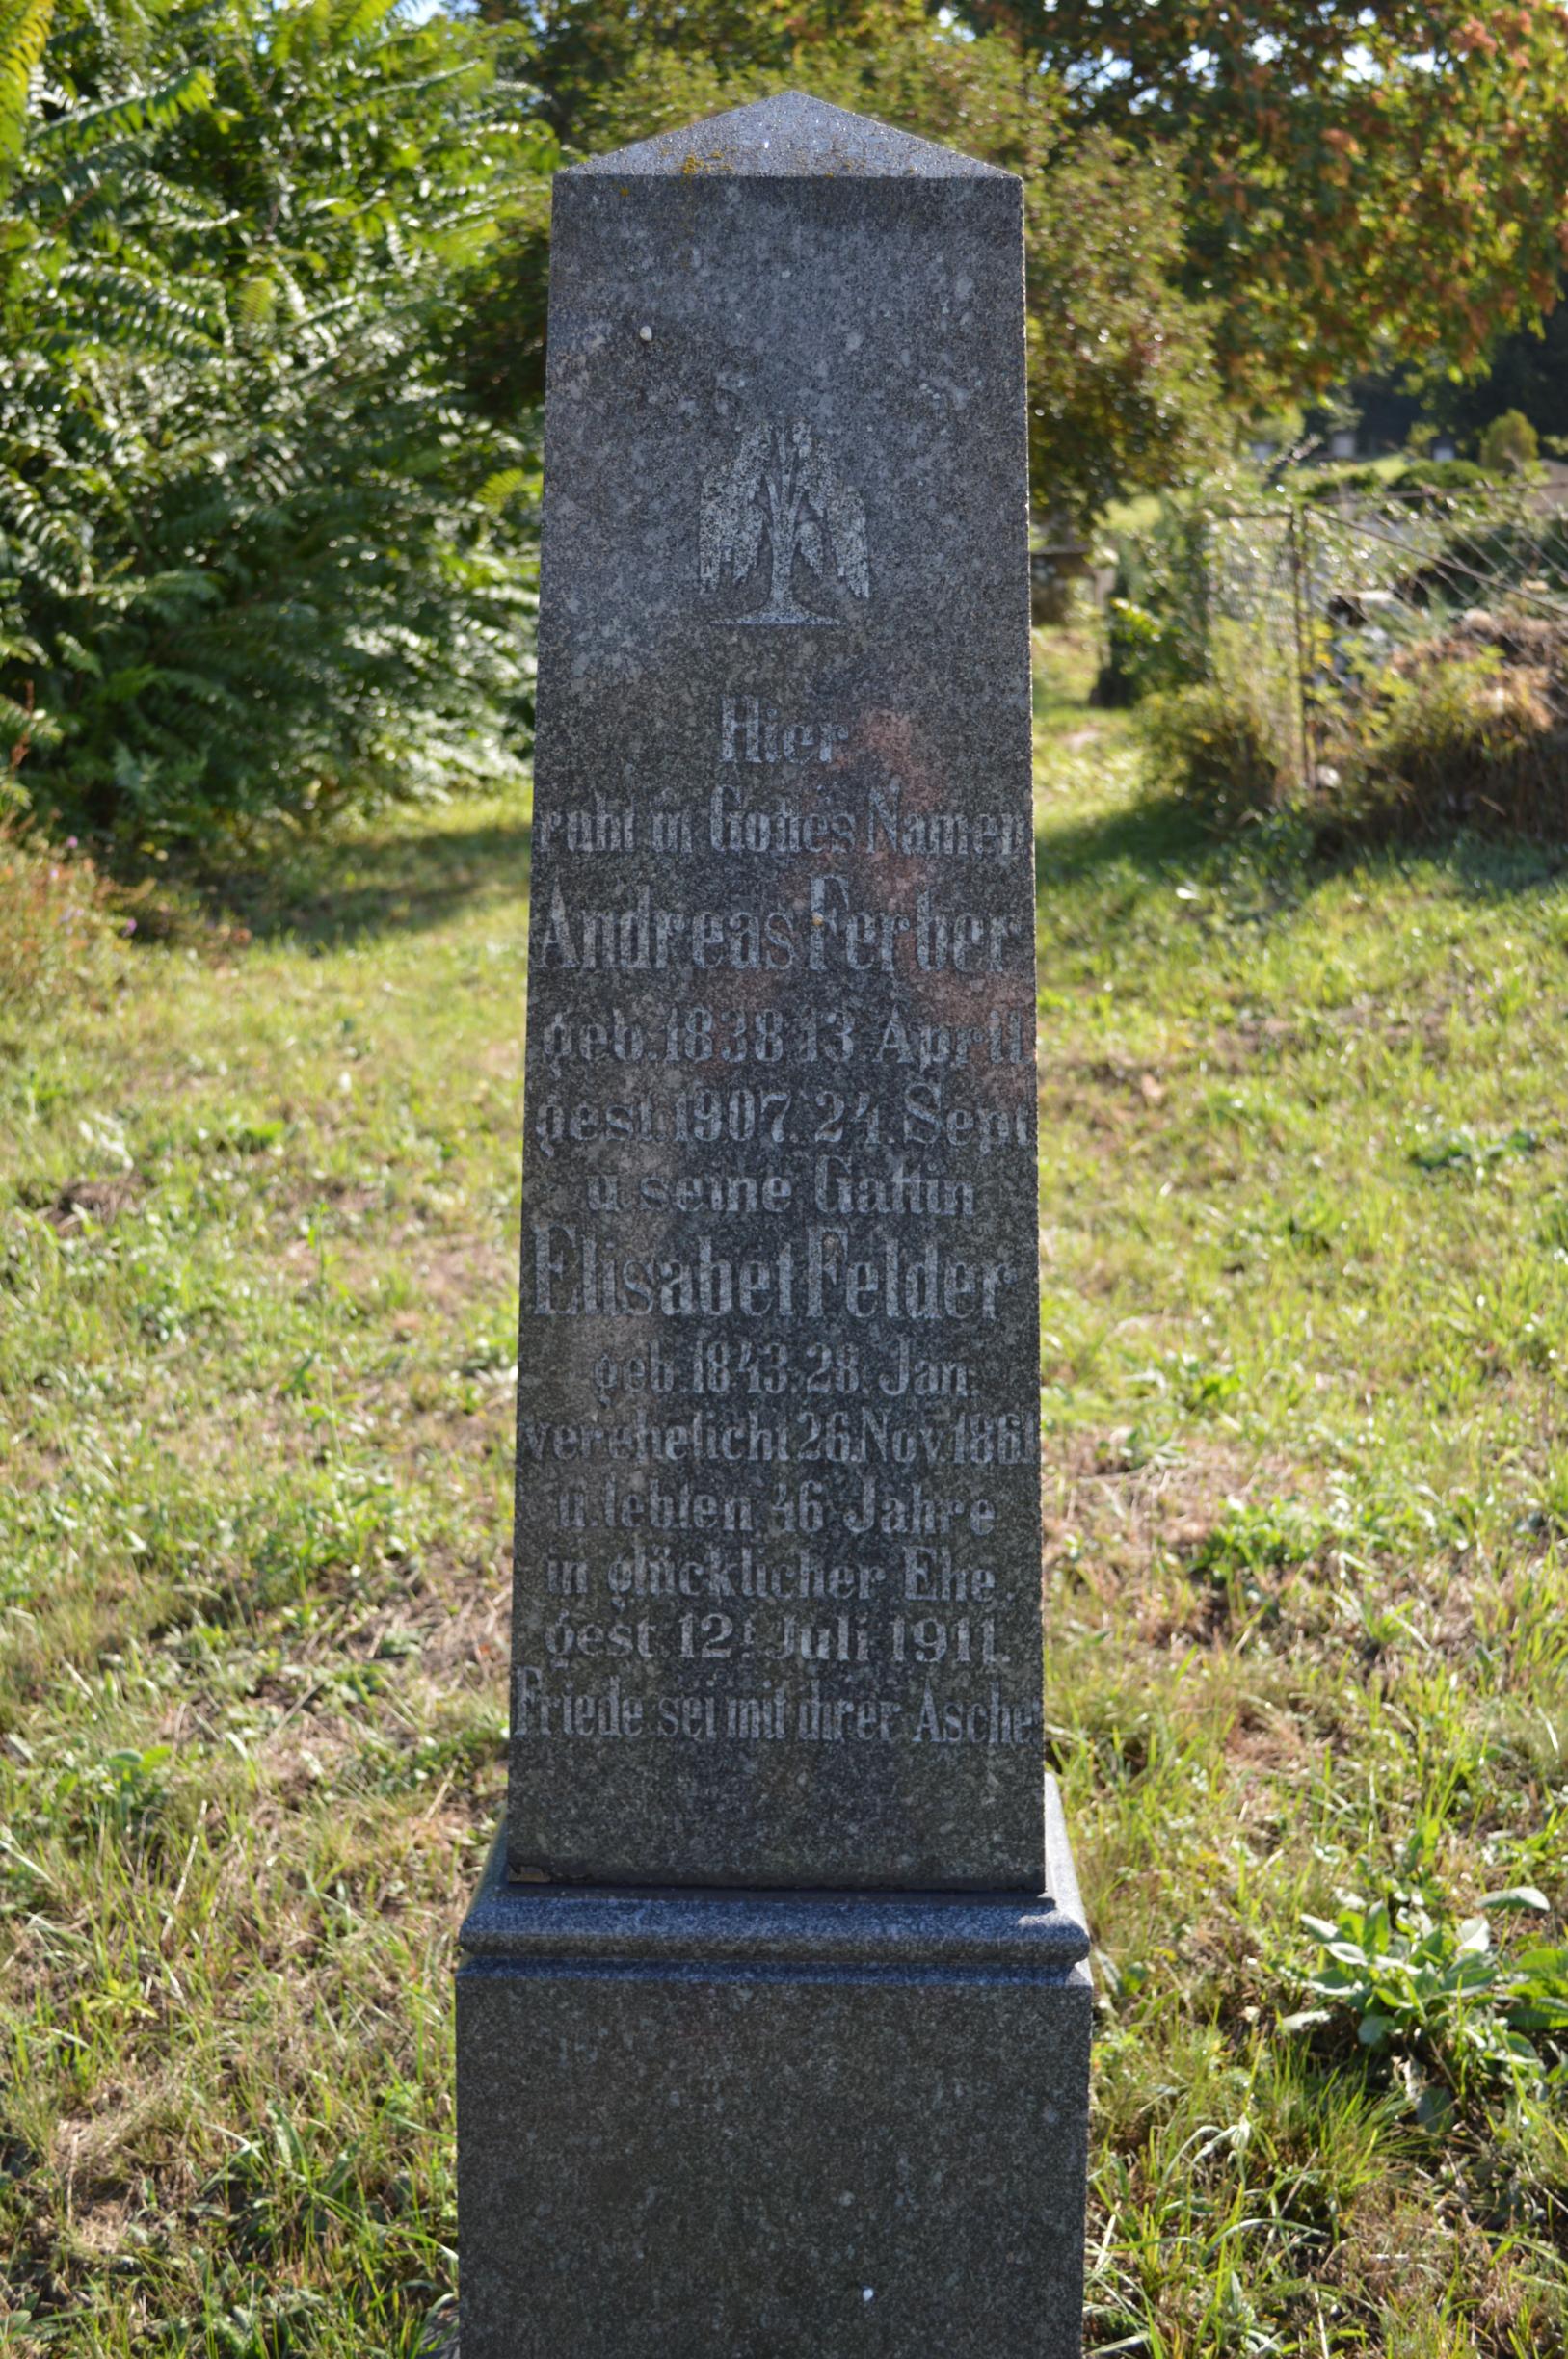 Hier
ruht in Gottes Namen
Andreas Ferber
geb. 1838 13. April
gest. 1907. 24. Sept
u seine Gattin
Elisabet Felder
geb. 1843. 28. Jan.
verehelicht 26. Nov. 1861
u. lebten 46 Jahre
in glücklicher Ehe.
gest. 12t Juli 1911.
Friede sei mit ihrer Asche